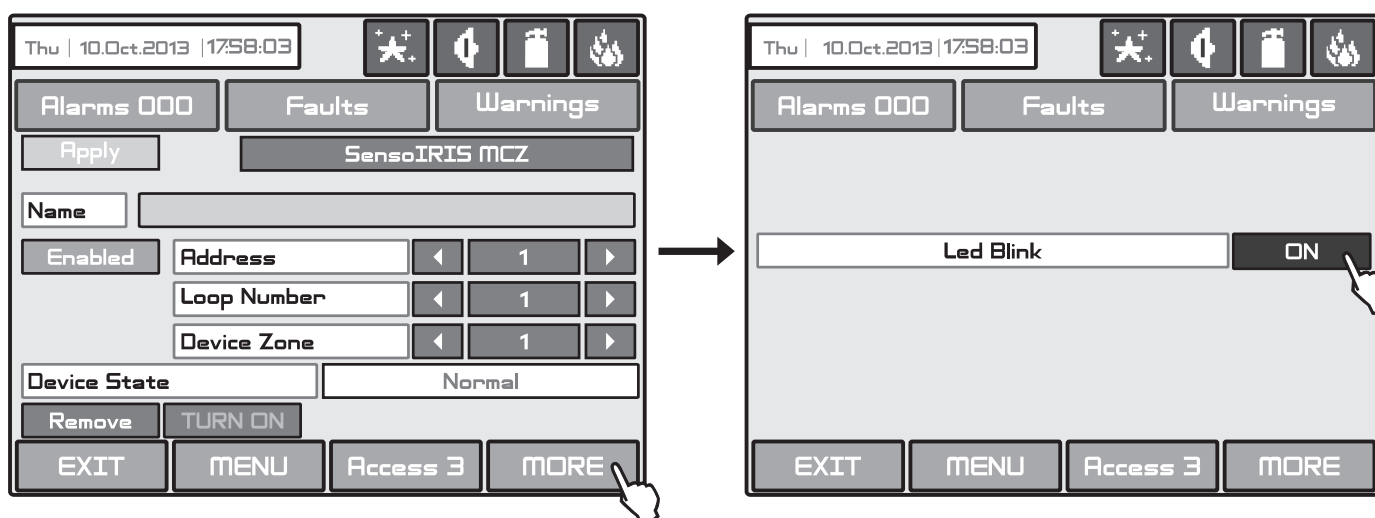 Thu | 10.Oct.2013 | 17:58:03
Alarms 000 Faults Warnings
Apply SensoIRIS MCZ
Name
Enabled Address 1
Loop Number 1
Device Zone 1
Device State Normal
Remove TURN ON
EXIT MENU Access 3 MORE
Thu | 10.Oct.2013 | 17:58:03
Alarms 000 Faults Warnings
Led Blink ON
EXIT MENU Access 3 MORE